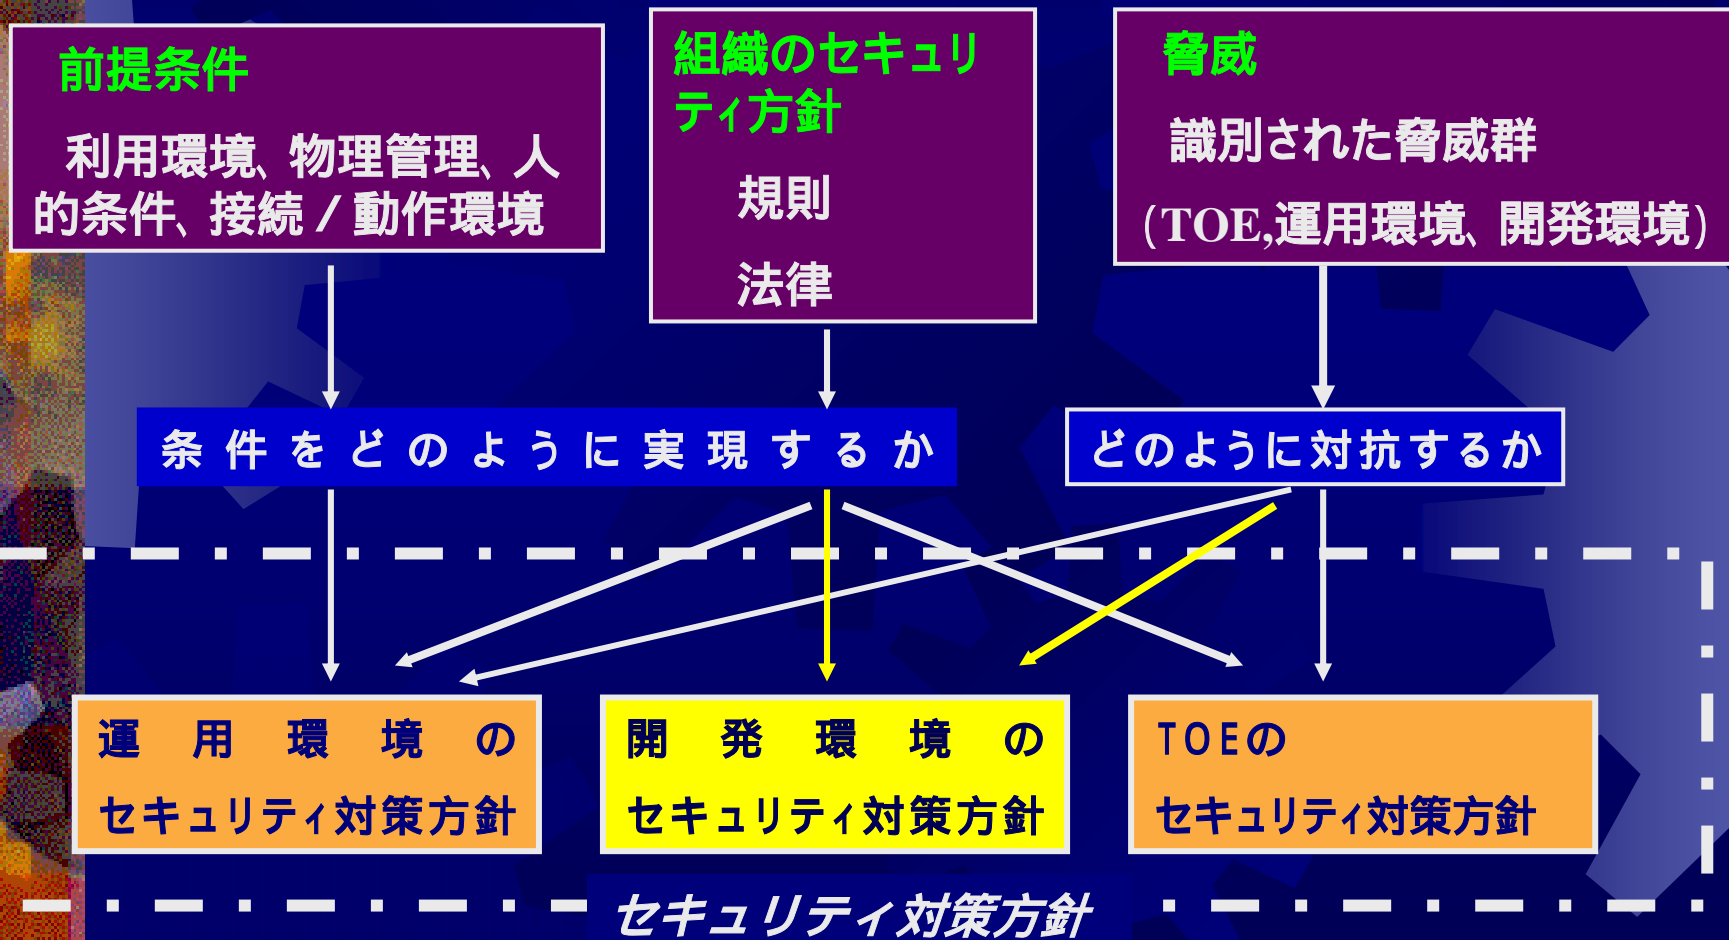 前提条件
利用環境、物理管理、人
的条件、接続／動作環境
組織のセキュリ
ティ方針
規則
法律
脅威
識別された脅威群
（TOE,運用環境、開発環境）
条件をどのように実現するか
どのように対抗するか
運用環境の
セキュリティ対策方針
開発環境の
セキュリティ対策方針
TOEの
セキュリティ対策方針
セキュリティ対策方針